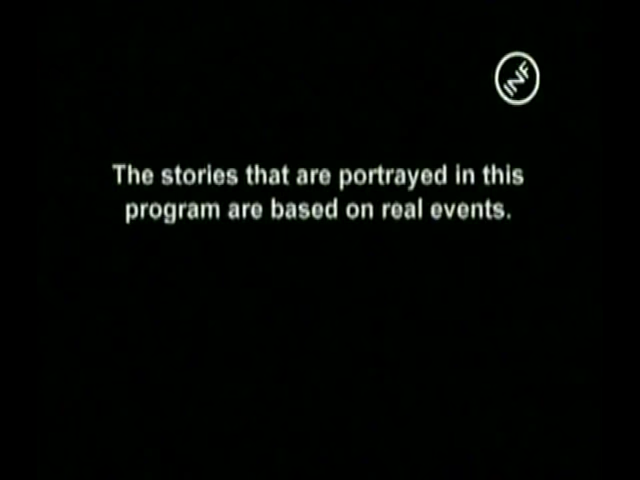 INF
The stories that are portrayed in this
program are based on real events.